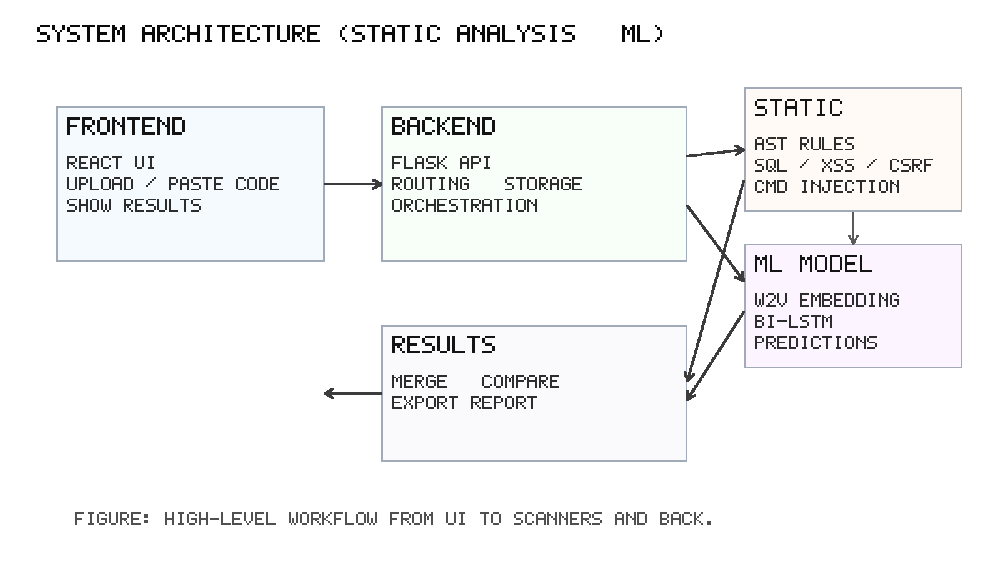 SYSTEM ARCHITECTURE (STATIC ANALYSIS   ML)
FRONTEND
REACT UI
UPLOAD / PASTE CODE
SHOW RESULTS
BACKEND
FLASK API
ROUTING   STORAGE
ORCHESTRATION
STATIC
AST RULES
SQL / XSS / CSRF
CMD INJECTION
ML MODEL
W2V EMBEDDING
BI-LSTM
PREDICTIONS
RESULTS
MERGE   COMPARE
EXPORT REPORT
FIGURE: HIGH-LEVEL WORKFLOW FROM UI TO SCANNERS AND BACK.